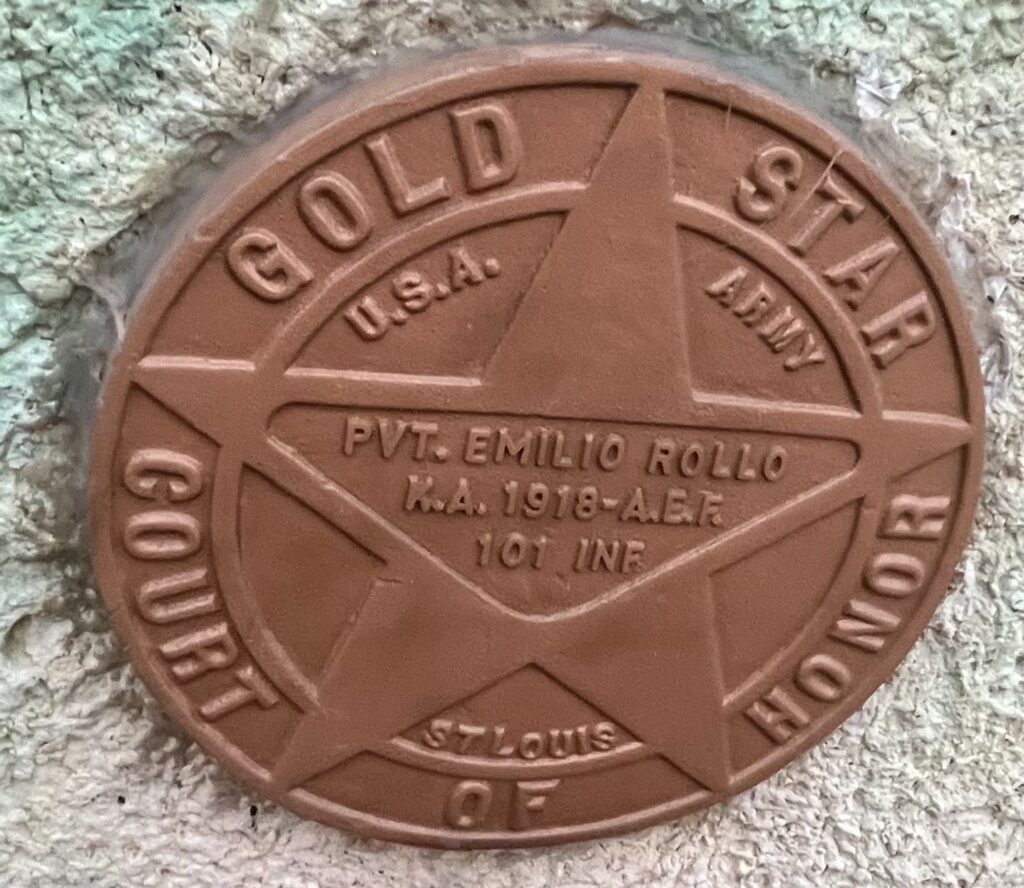 GOLD STAR
U.S.A. ARMY
PVT. EMILIO ROLLO
K.A. 1918-A.E.F.
101 INF.
ST LOUIS
COURT OF HONOR